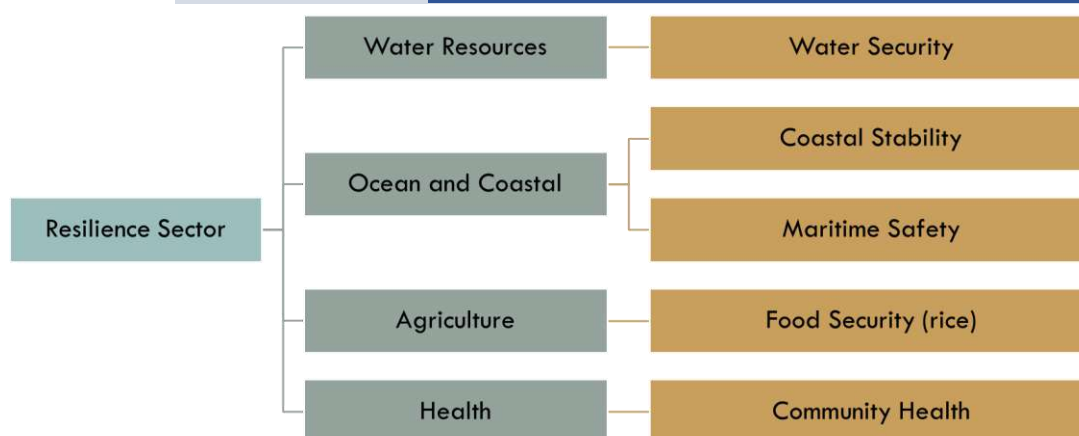 Water Resources
Water Security
Coastal Stability
Ocean and Coastal
Resilience Sector
Maritime Safety
Agriculture
Food Security (rice)
Health
Community Health